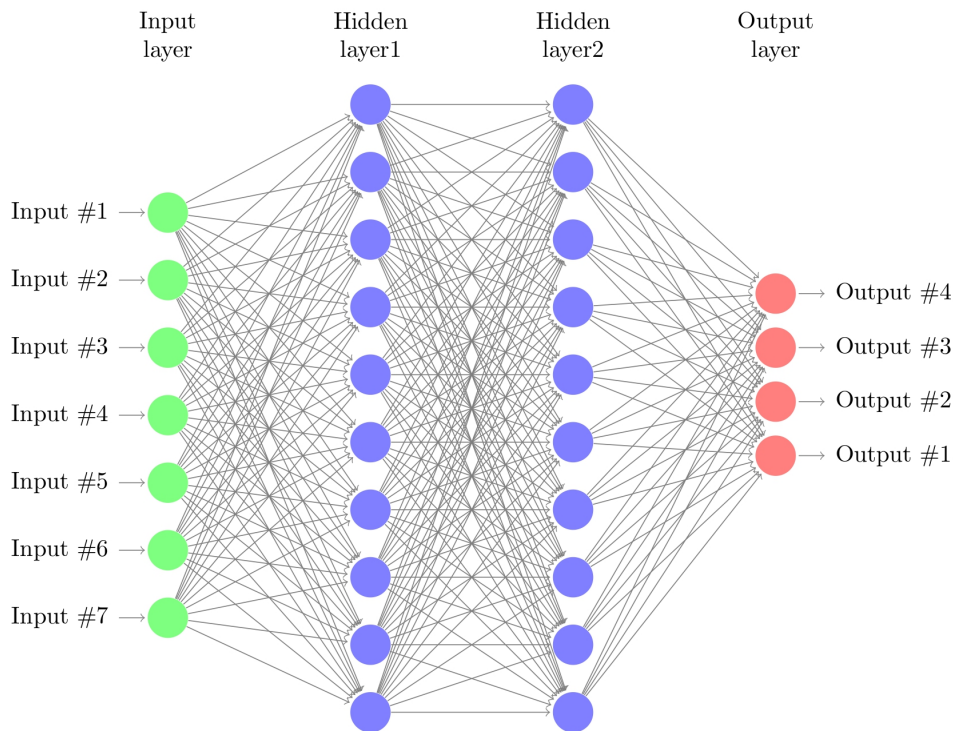 Input
layer
Hidden
layer1
Hidden
layer2
Output
layer
Input #1
Input #2
Input #3
Input #4
Input #5
Input #6
Input #7
Output #4
Output #3
Output #2
Output #1